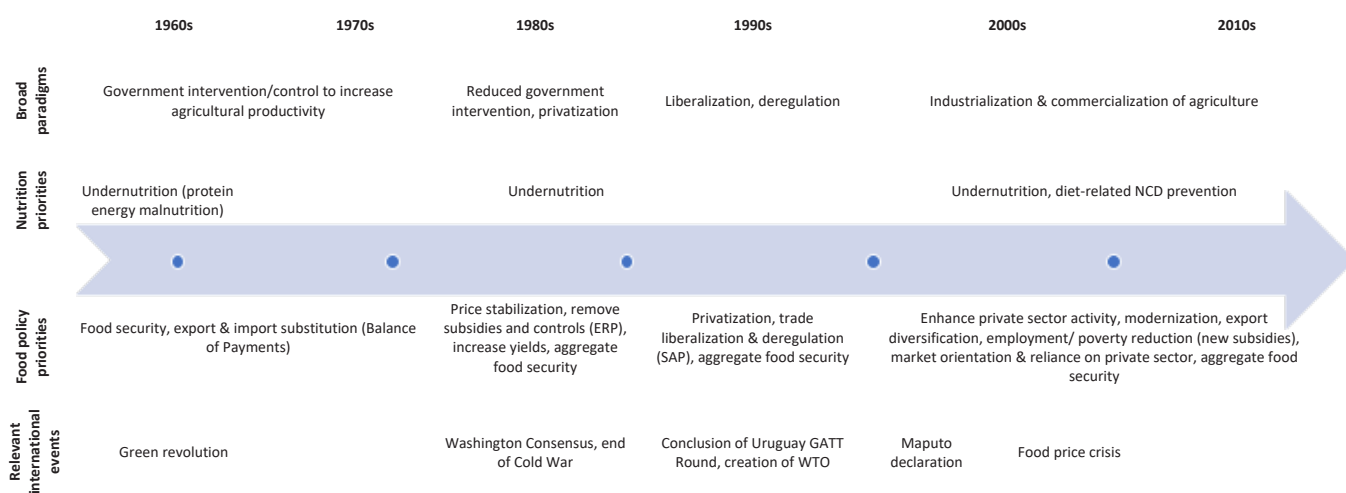 1960s 1970s 1980s 1990s 2000s 2010s
Broad
paradigms
Government intervention/control to increase
agricultural productivity
Reduced government
intervention, privatization
Liberalization, deregulation
Industrialization & commercialization of agriculture
Nutrition
priorities
Undernutrition (protein
energy malnutrition)
Undernutrition
Undernutrition, diet-related NCD prevention
Food policy
priorities
Food security, export & import substitution (Balance
of Payments)
Price stabilization, remove
subsidies and controls (ERP),
increase yields, aggregate
food security
Privatization, trade
liberalization & deregulation
(SAP), aggregate food security
Enhance private sector activity, modernization, export
diversification, employment/ poverty reduction (new subsidies),
market orientation & reliance on private sector, aggregate food
security
Relevant
international
events
Green revolution
Washington Consensus, end
of Cold War
Conclusion of Uruguay GATT
Round, creation of WTO
Maputo
declaration
Food price crisis